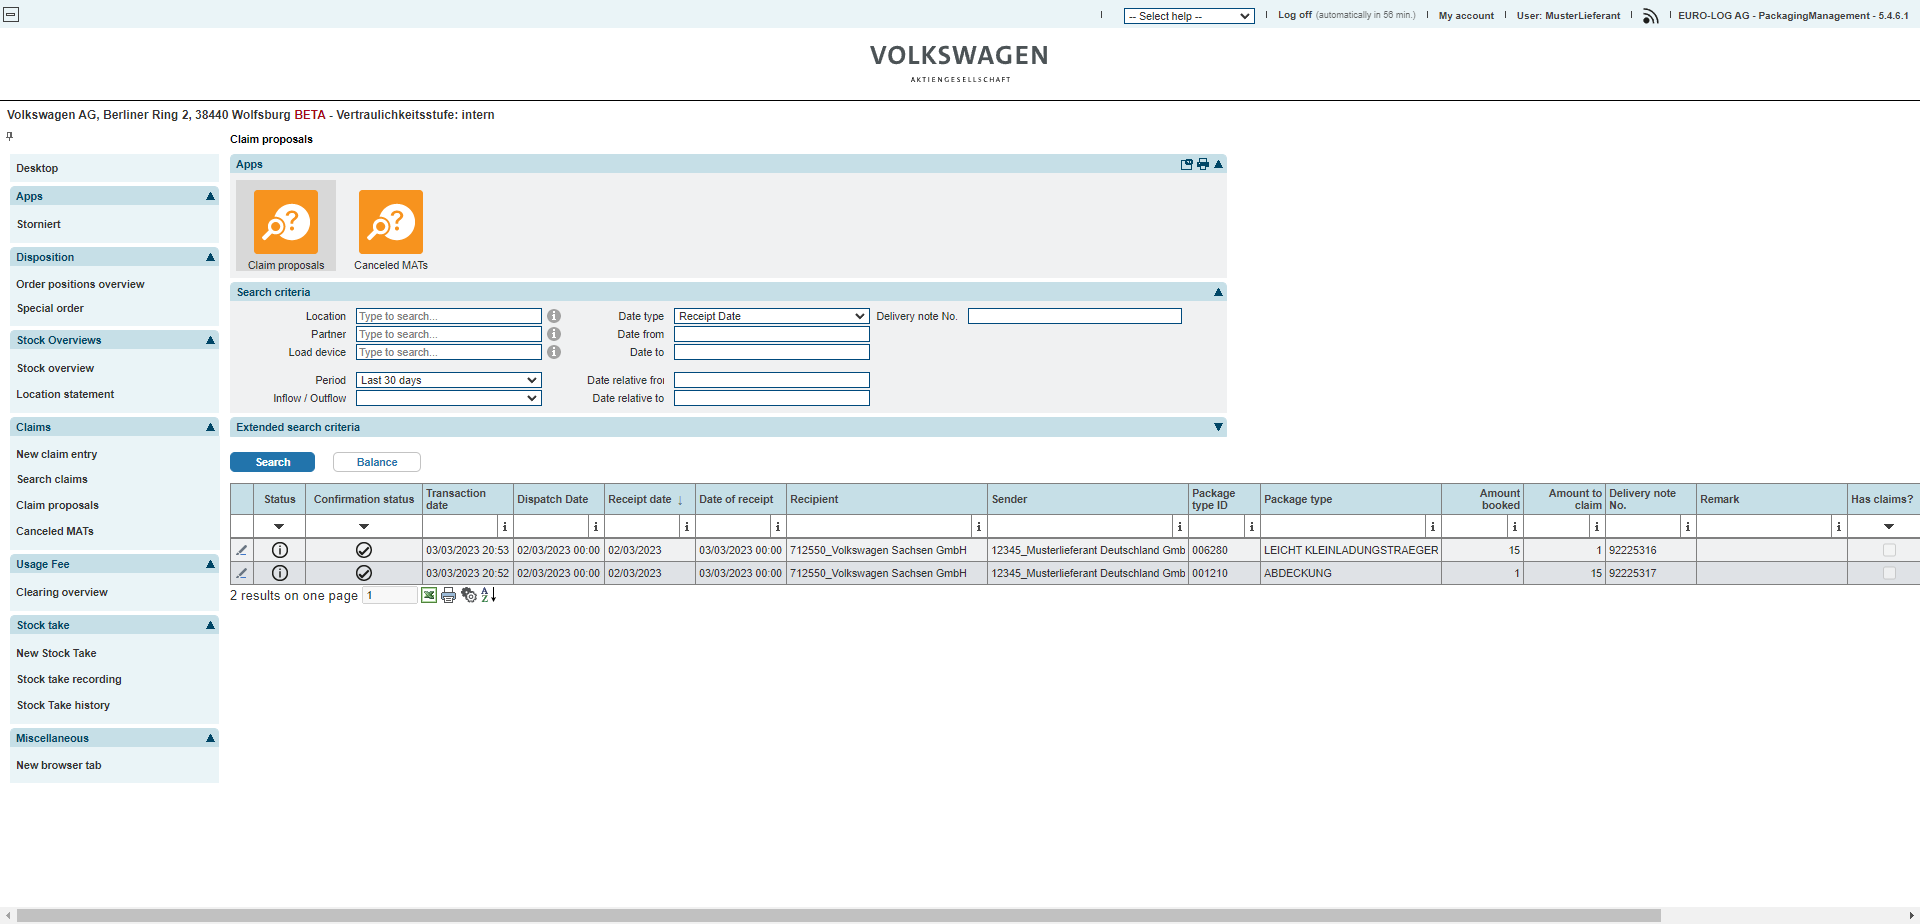 -- Select help --
Log off (automatically in 56 min.)
My account
User: MusterLieferant
EURO-LOG AG - PackagingManagement - 5.4.6.1
VOLKSWAGEN
AKTIENGESELLSCHAFT
Volkswagen AG, Berliner Ring 2, 38440 Wolfsburg BETA - Vertraulichkeitsstufe: intern
Desktop
Apps
Storniert
Disposition
Order positions overview
Special order
Stock Overviews
Stock overview
Location statement
Claims
New claim entry
Search claims
Claim proposals
Canceled MATs
Usage Fee
Clearing overview
Stock take
New Stock Take
Stock take recording
Stock Take history
Miscellaneous
New browser tab
Claim proposals
Apps
Claim proposals
Canceled MATs
Search criteria
Location Type to search... Date type Receipt Date Delivery note No.
Partner Type to search... Date from
Load device Type to search... Date to
Period Last 30 days Date relative fror
Inflow / Outflow Date relative to
Extended search criteria
Search Balance
Status Confirmation status Transaction date Dispatch Date Receipt date ↓ Date of receipt Recipient Sender Package type ID Package type Amount booked Amount to claim Delivery note No. Remark Has claims?
03/03/2023 20:53 02/03/2023 00:00 02/03/2023 03/03/2023 00:00 712550_Volkswagen Sachsen GmbH 12345_Musterlieferant Deutschland Gmb 006280 LEICHT KLEINLADUNGSTRAEGER 15 1 92225316
03/03/2023 20:52 02/03/2023 00:00 02/03/2023 03/03/2023 00:00 712550_Volkswagen Sachsen GmbH 12345_Musterlieferant Deutschland Gmb 001210 ABDECKUNG 1 15 92225317
2 results on one page 1